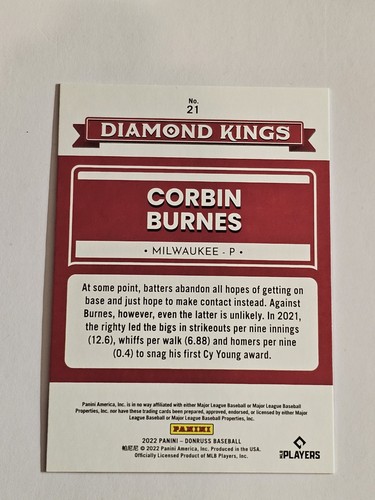 No.
21
DIAMOND KINGS
CORBIN
BURNES
• MILWAUKEE - P •
At some point, batters abandon all hopes of getting on
base and just hope to make contact instead. Against
Burnes, however, even the latter is unlikely. In 2021,
the righty led the bigs in strikeouts per nine innings
(12.6), whiffs per walk (6.88) and homers per nine
(0.4) to snag his first Cy Young award.
Panini America, Inc. is in no way affiliated with either Major League Baseball or Major League Baseball
Properties, Inc. nor have these trading cards been prepared, approved, endorsed, or licensed by either Major
League Baseball or Major League Baseball Properties, Inc.
PANINI
2022 PANINI – DONRUSS BASEBALL
帕尼尼 © 2022 Panini America, Inc. Produced in the USA.
Officially Licensed Product of MLB Players, Inc.
MLB PLAYERS